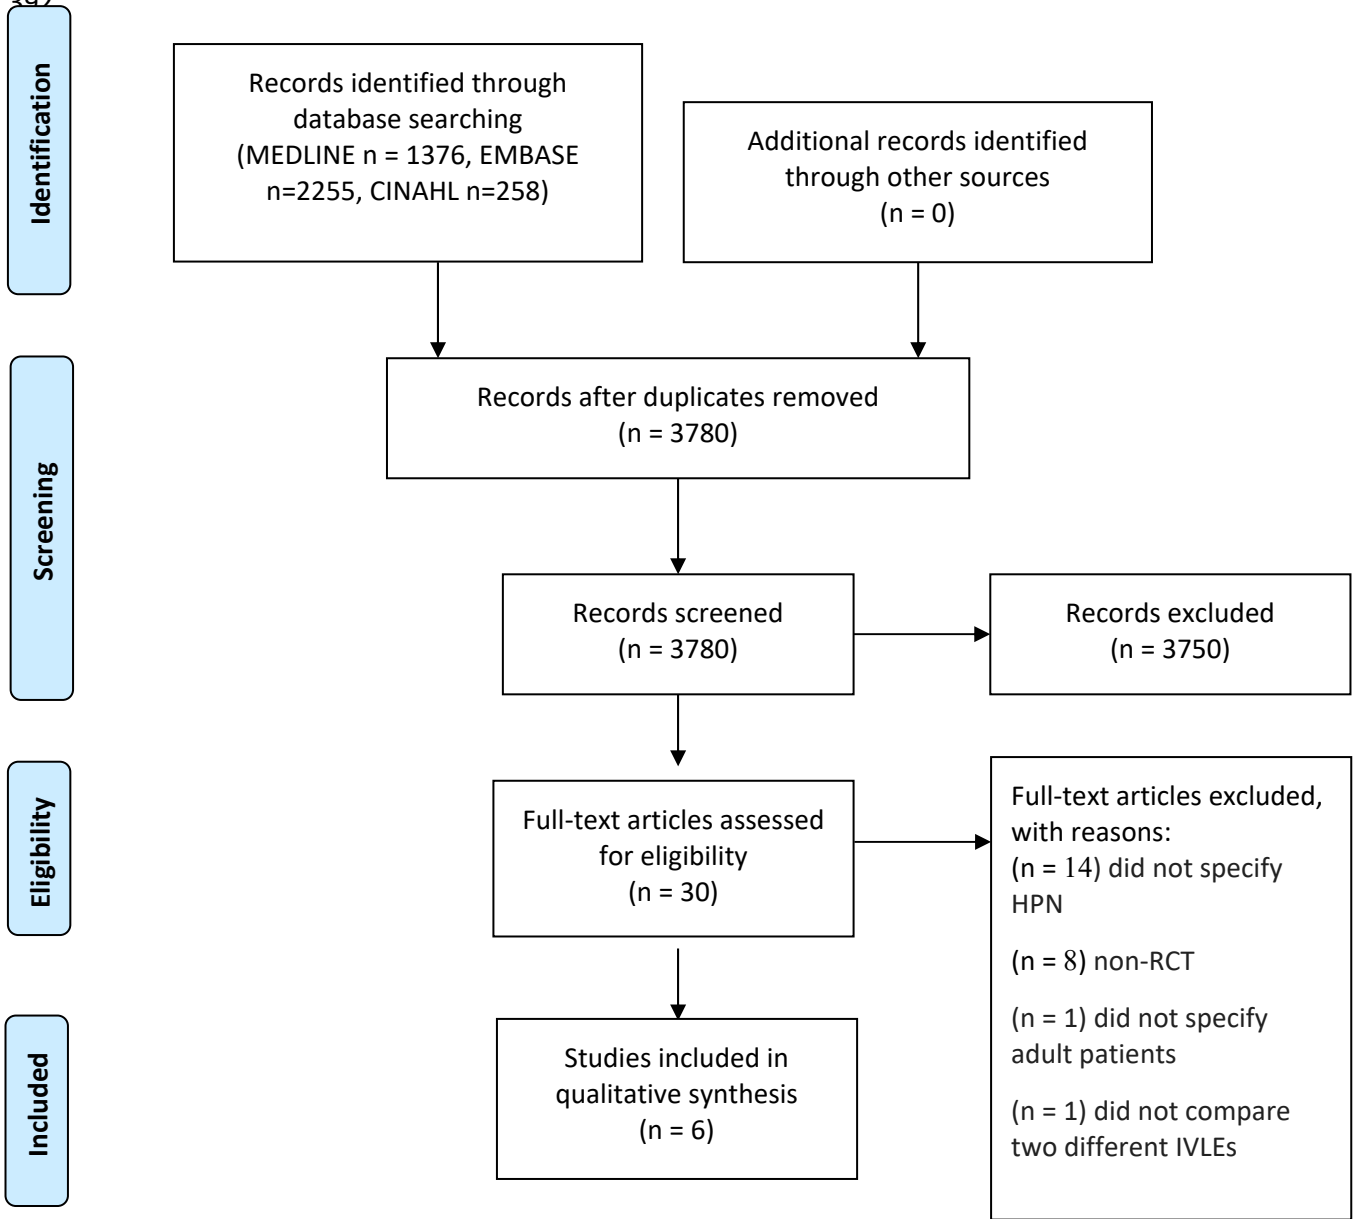 Identification
Records identified through
database searching
(MEDLINE n = 1376, EMBASE
n=2255, CINAHL n=258)
Additional records identified
through other sources
(n = 0)
Screening
Records after duplicates removed
(n = 3780)
Records screened
(n = 3780)
Records excluded
(n = 3750)
Eligibility
Full-text articles assessed
for eligibility
(n = 30)
Full-text articles excluded,
with reasons:
(n = 14) did not specify
HPN
(n = 8) non-RCT
(n = 1) did not specify
adult patients
(n = 1) did not compare
two different IVLEs
Included
Studies included in
qualitative synthesis
(n = 6)